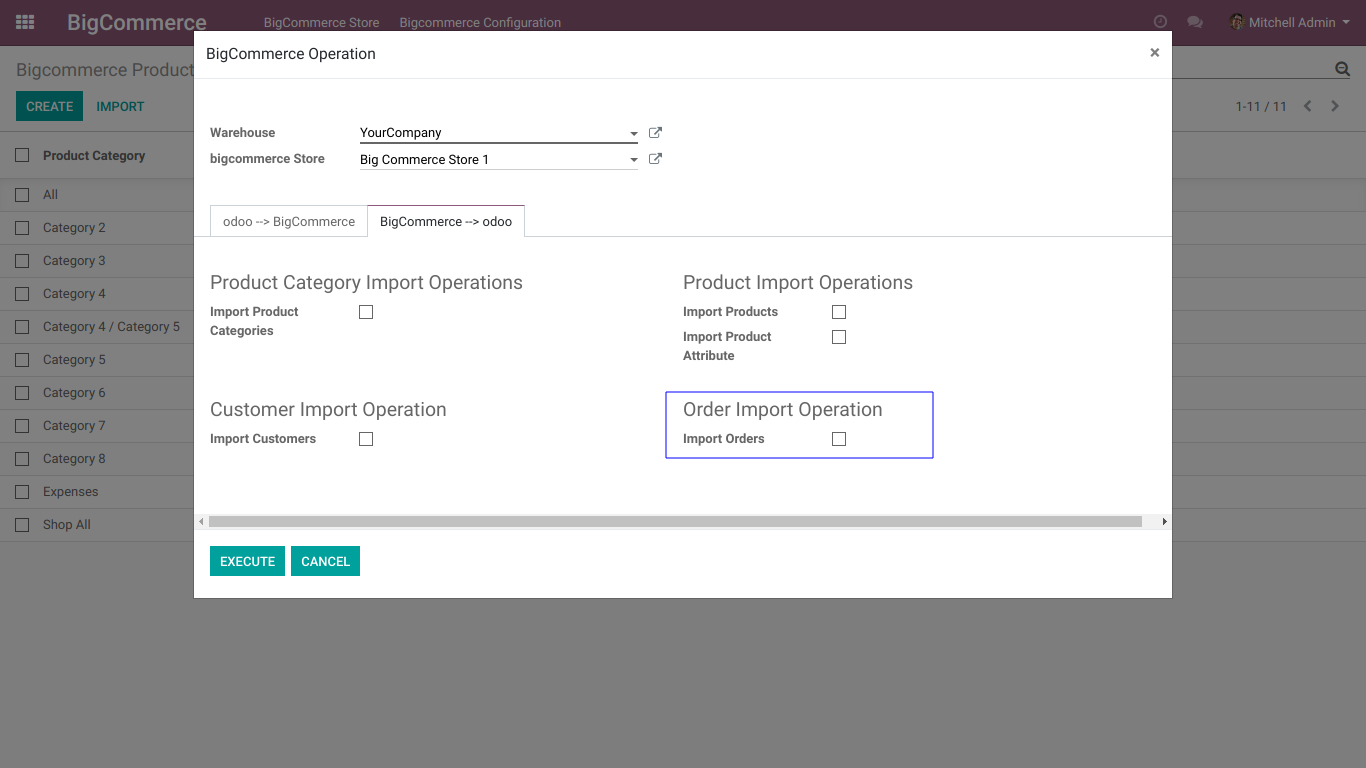 BigCommerce BigCommerce Store Bigcommerce Configuration Mitchell Admin
Bigcommerce Product
CREATE IMPORT
1-11 / 11
Product Category
All
Category 2
Category 3
Category 4
Category 4 / Category 5
Category 5
Category 6
Category 7
Category 8
Expenses
Shop All
BigCommerce Operation ×
Warehouse YourCompany
bigcommerce Store Big Commerce Store 1
odoo --> BigCommerce BigCommerce --> odoo
Product Category Import Operations
Import Product
Categories
Product Import Operations
Import Products
Import Product
Attribute
Customer Import Operation
Import Customers
Order Import Operation
Import Orders
EXECUTE CANCEL